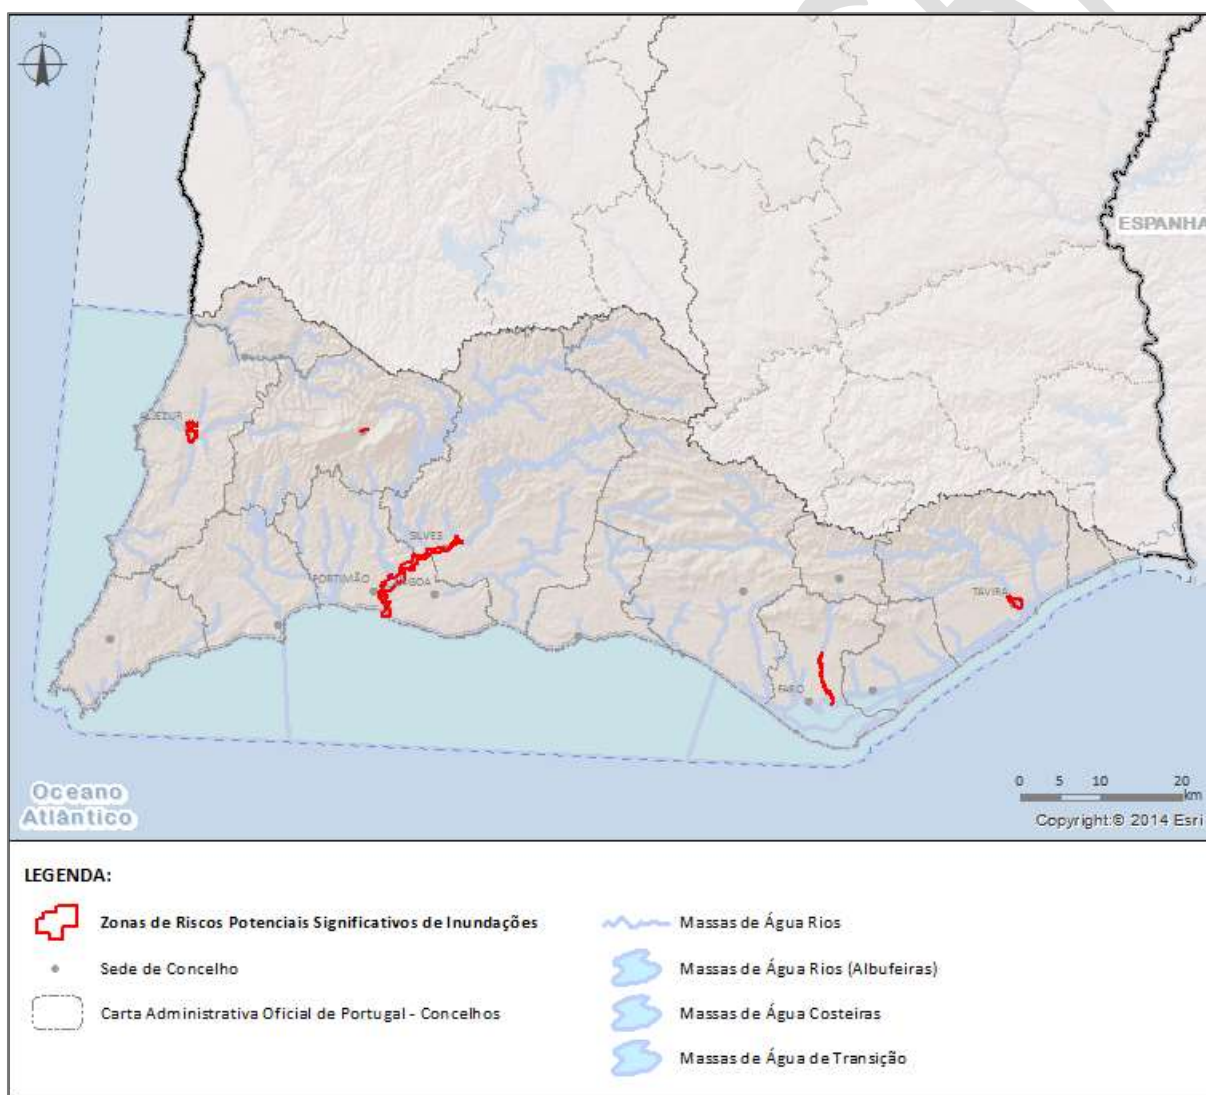 N
ESPANHA
ALJEZUR
SILVES
PORTIMÃO
LAGOA
TAVIRA
FARO
Oceano
Atlântico
0 5 10 20
km
Copyright:© 2014 Esri
LEGENDA:
Zonas de Riscos Potenciais Significativos de Inundações
Sede de Concelho
Carta Administrativa Oficial de Portugal - Concelhos
Massas de Água Rios
Massas de Água Rios (Albufeiras)
Massas de Água Costeiras
Massas de Água de Transição